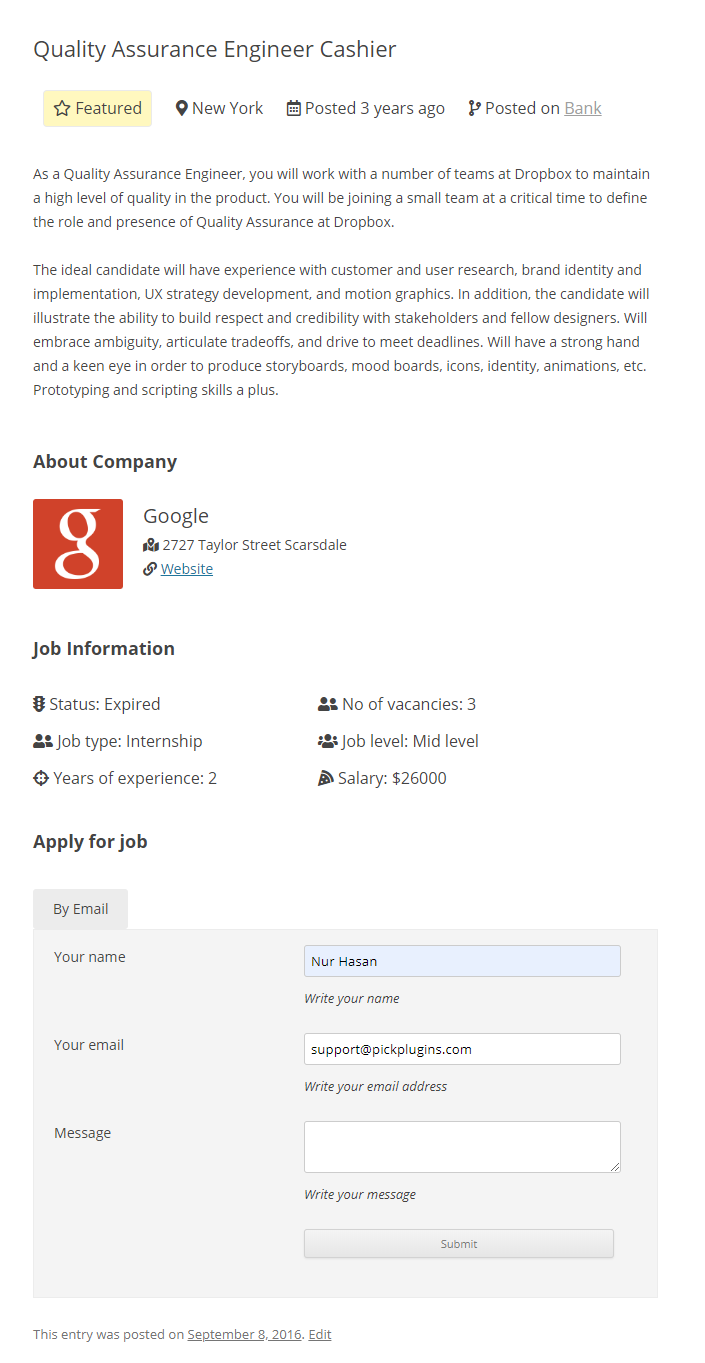 Quality Assurance Engineer Cashier
Featured New York Posted 3 years ago Posted on Bank
As a Quality Assurance Engineer, you will work with a number of teams at Dropbox to maintain
a high level of quality in the product. You will be joining a small team at a critical time to define
the role and presence of Quality Assurance at Dropbox.
The ideal candidate will have experience with customer and user research, brand identity and
implementation, UX strategy development, and motion graphics. In addition, the candidate will
illustrate the ability to build respect and credibility with stakeholders and fellow designers. Will
embrace ambiguity, articulate tradeoffs, and drive to meet deadlines. Will have a strong hand
and a keen eye in order to produce storyboards, mood boards, icons, identity, animations, etc.
Prototyping and scripting skills a plus.
About Company
g
Google
2727 Taylor Street Scarsdale
Website
Job Information
Status: Expired No of vacancies: 3
Job type: Internship Job level: Mid level
Years of experience: 2 Salary: $26000
Apply for job
By Email
Your name Nur Hasan
Write your name
Your email support@pickplugins.com
Write your email address
Message
Write your message
Submit
This entry was posted on September 8, 2016. Edit